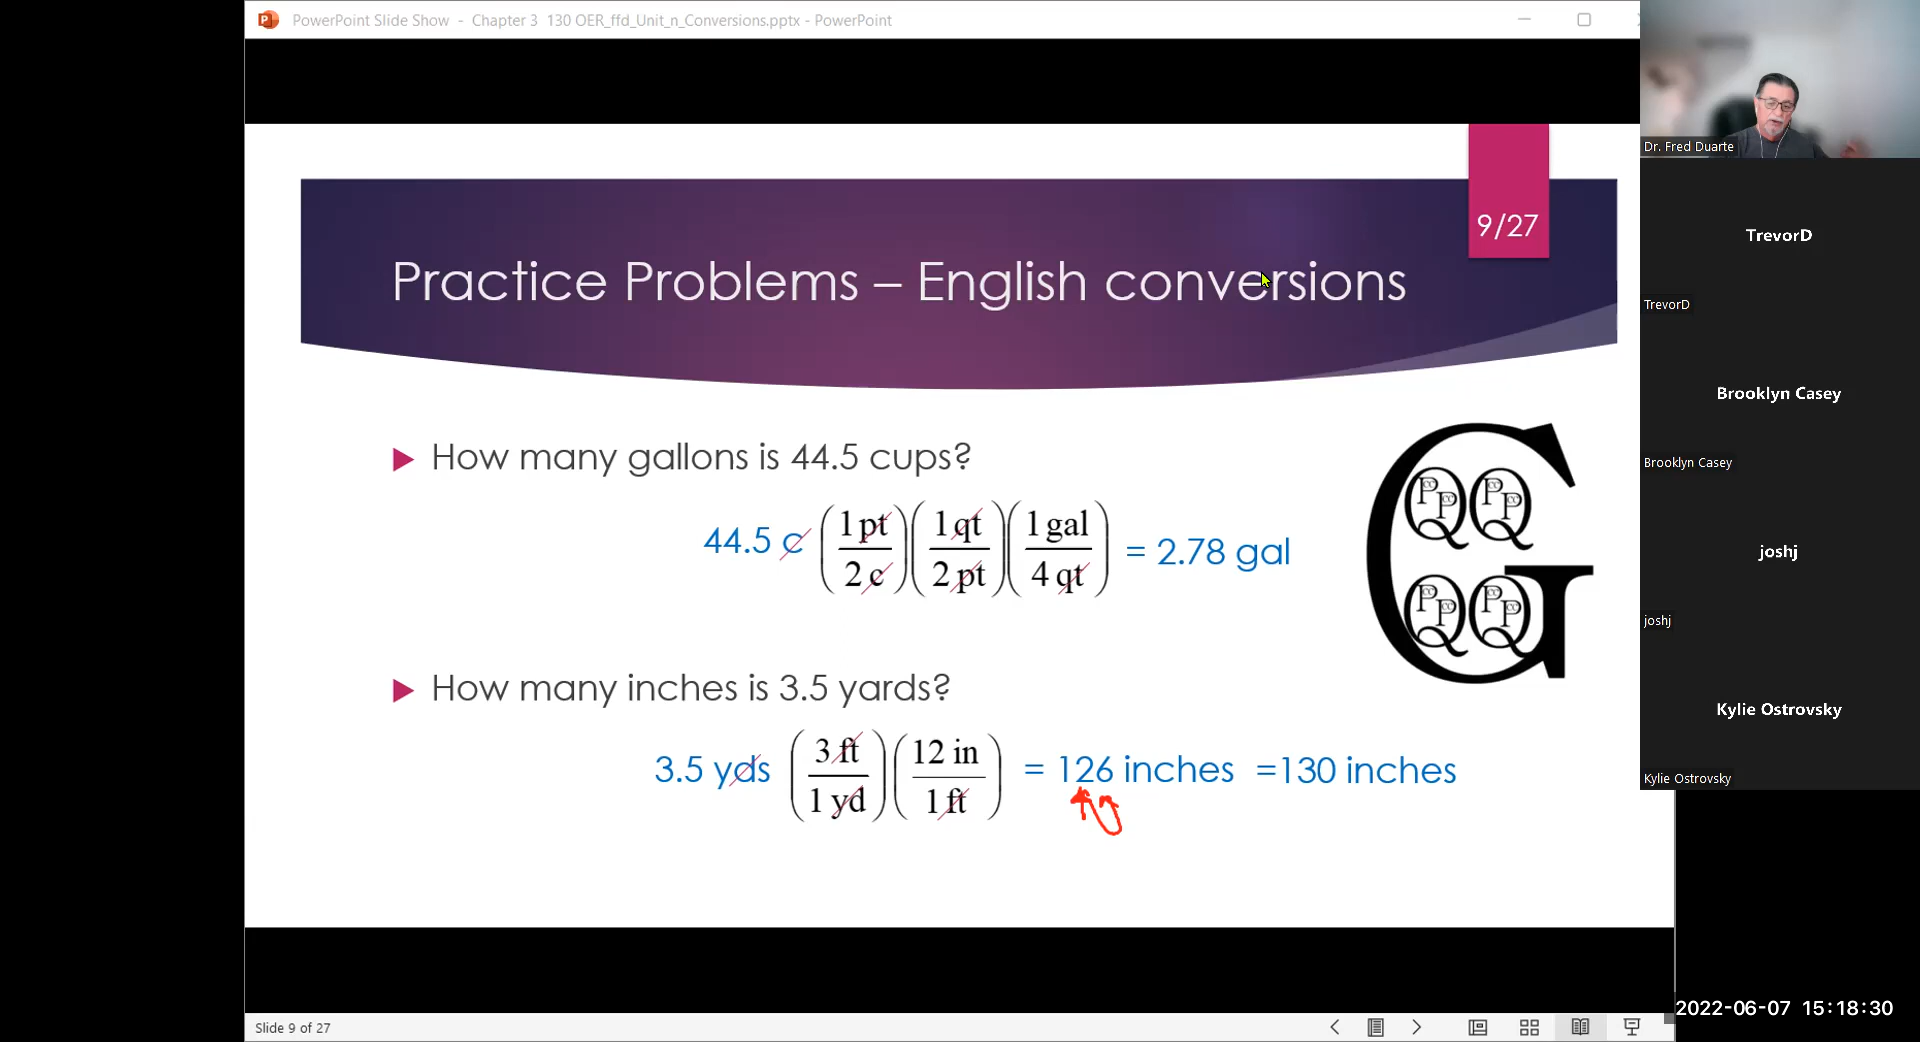 PowerPoint Slide Show - Chapter 3 130 OER_ffd_Unit_n_Conversions.pptx - PowerPoint
Dr. Fred Duarte
9/27
Practice Problems – English conversions
TrevorD
TrevorD
Brooklyn Casey
Brooklyn Casey
joshj
joshj
Kylie Ostrovsky
Kylie Ostrovsky
How many gallons is 44.5 cups?
44.5 c (1 pt / 2 c)(1 qt / 2 pt)(1 gal / 4 qt) = 2.78 gal
G
Q Q
P P P P
c c c c
Q Q
P P P P
c c c c
How many inches is 3.5 yards?
3.5 yds (3 ft / 1 yd)(12 in / 1 ft) = 126 inches =130 inches
2022-06-07 15:18:30
Slide 9 of 27